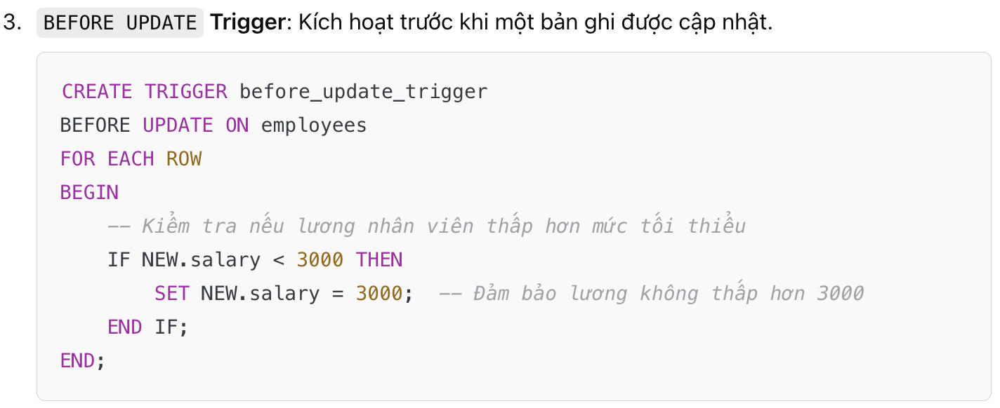 3. BEFORE UPDATE Trigger: Kích hoạt trước khi một bản ghi được cập nhật.
CREATE TRIGGER before_update_trigger
BEFORE UPDATE ON employees
FOR EACH ROW
BEGIN
    -- Kiểm tra nếu lương nhân viên thấp hơn mức tối thiểu
    IF NEW.salary < 3000 THEN
        SET NEW.salary = 3000;  -- Đảm bảo lương không thấp hơn 3000
    END IF;
END;